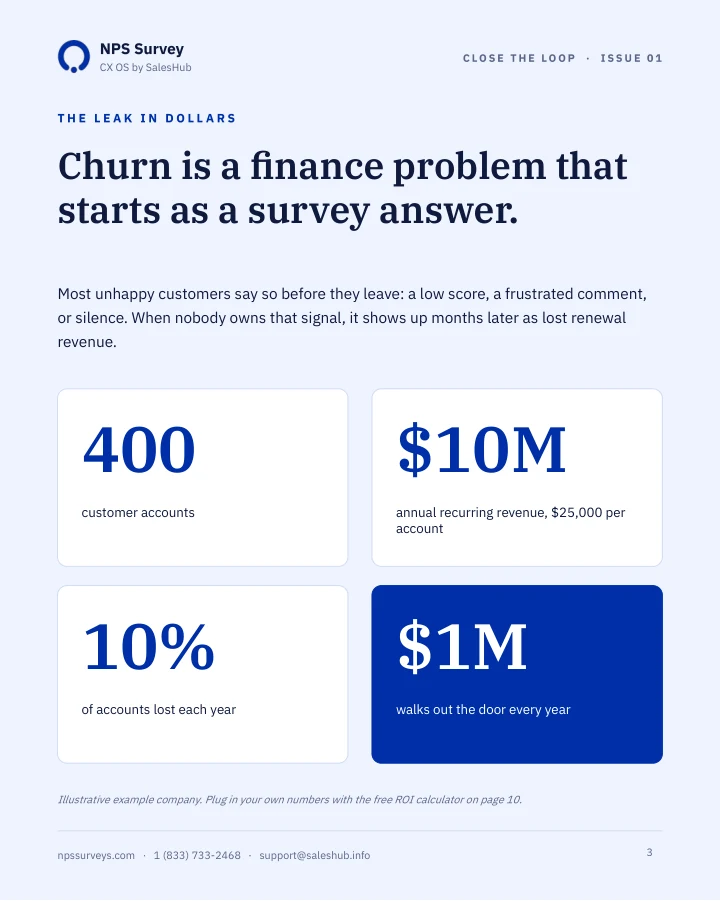 NPS Survey
CX OS by SalesHub
CLOSE THE LOOP · ISSUE 01
THE LEAK IN DOLLARS
Churn is a finance problem that
starts as a survey answer.
Most unhappy customers say so before they leave: a low score, a frustrated comment,
or silence. When nobody owns that signal, it shows up months later as lost renewal
revenue.
400
customer accounts
$10M
annual recurring revenue, $25,000 per
account
10%
of accounts lost each year
$1M
walks out the door every year
Illustrative example company. Plug in your own numbers with the free ROI calculator on page 10.
npssurveys.com · 1 (833) 733-2468 · support@saleshub.info
3